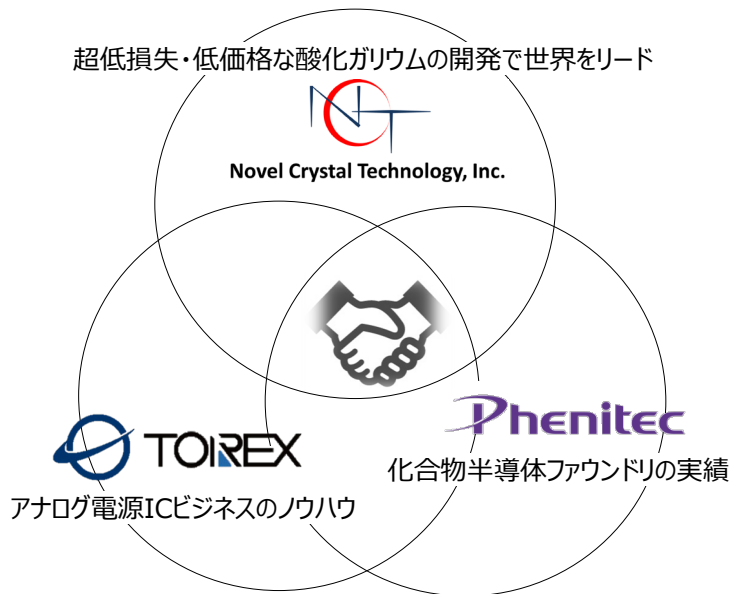 超低損失・低価格な酸化ガリウムの開発で世界をリード
NCT
Novel Crystal Technology, Inc.
TOIREX
アナログ電源ICビジネスのノウハウ
Phenitec
化合物半導体ファウンドリの実績